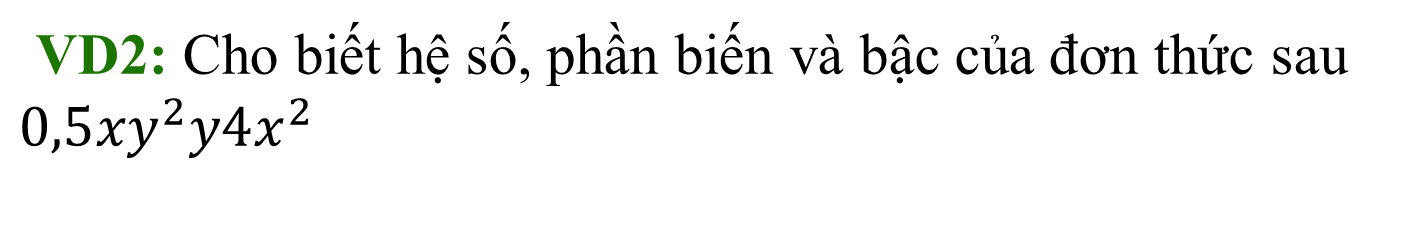 VD2: Cho biết hệ số, phần biến và bậc của đơn thức sau
0,5xy²y4x²